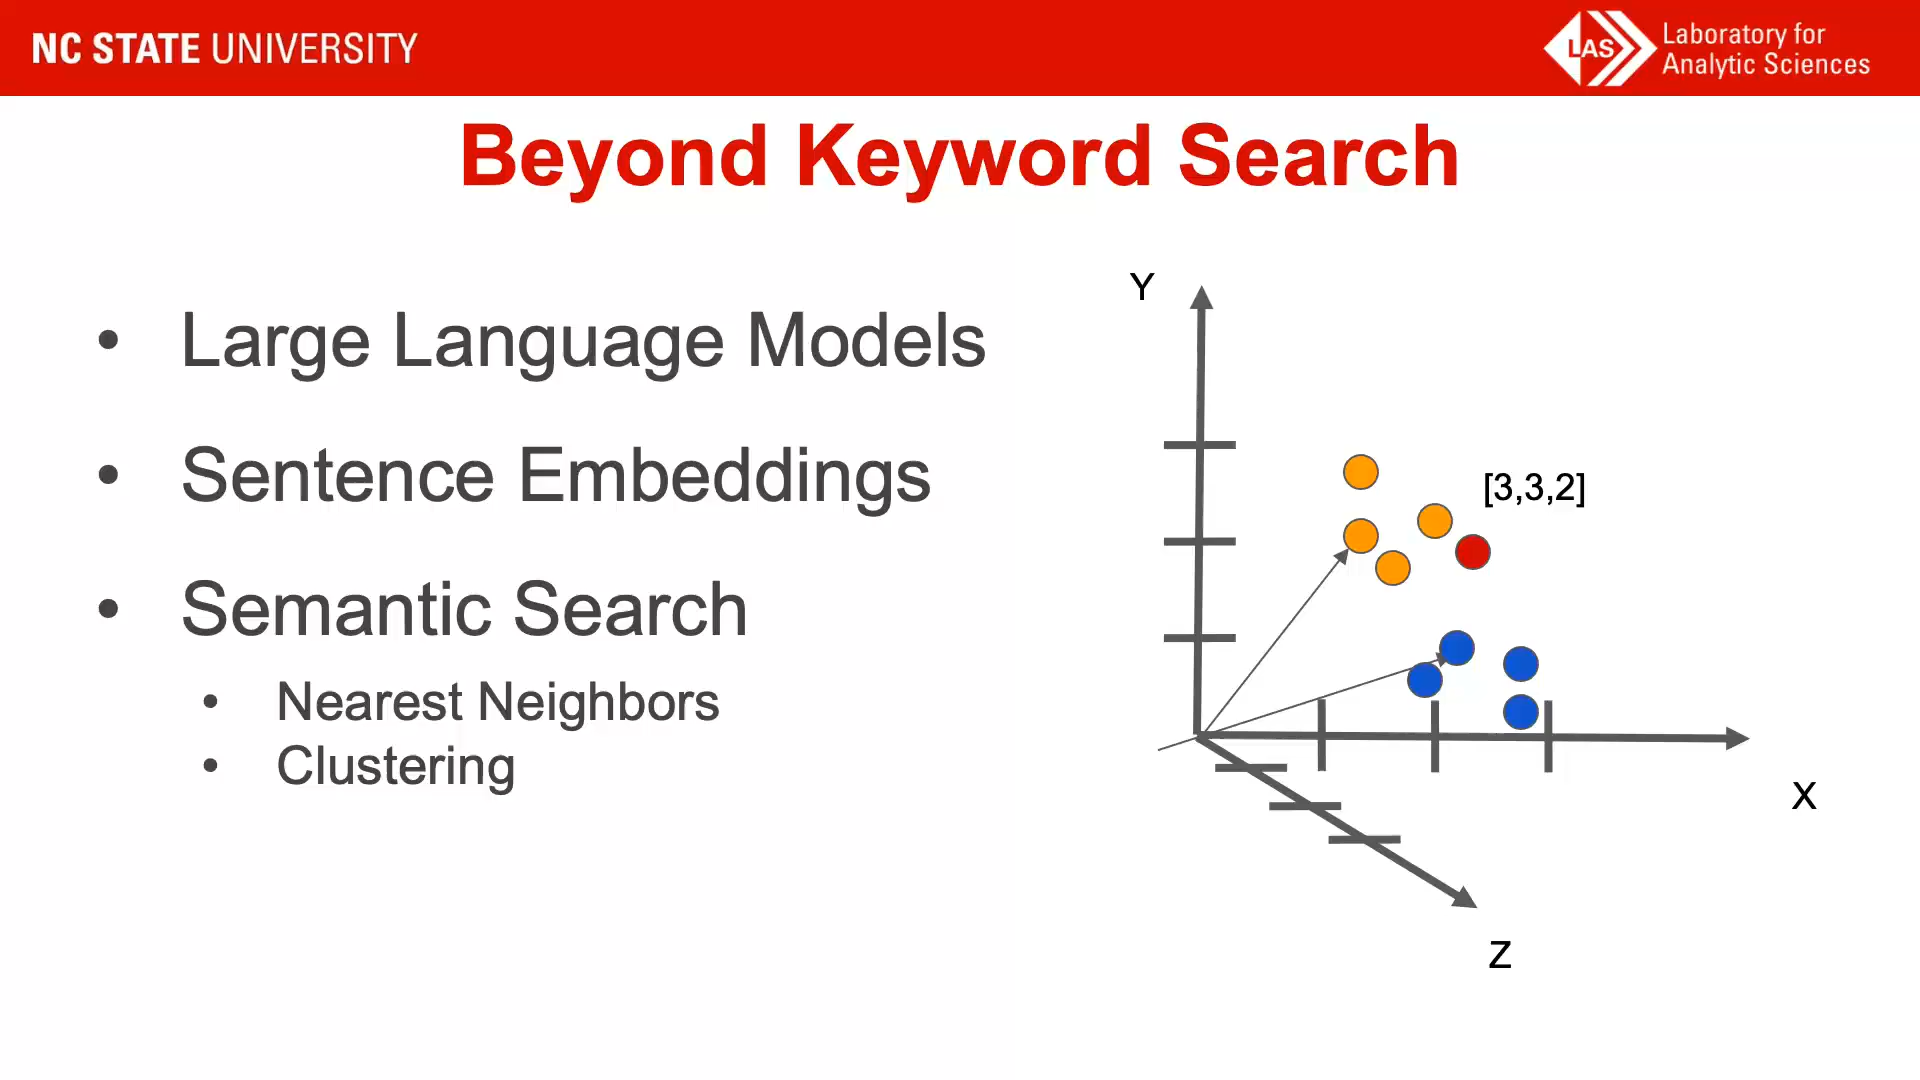 NC STATE UNIVERSITY
LAS
Laboratory for
Analytic Sciences
Beyond Keyword Search
• Large Language Models
• Sentence Embeddings
• Semantic Search
• Nearest Neighbors
• Clustering
Y
[3,3,2]
X
Z